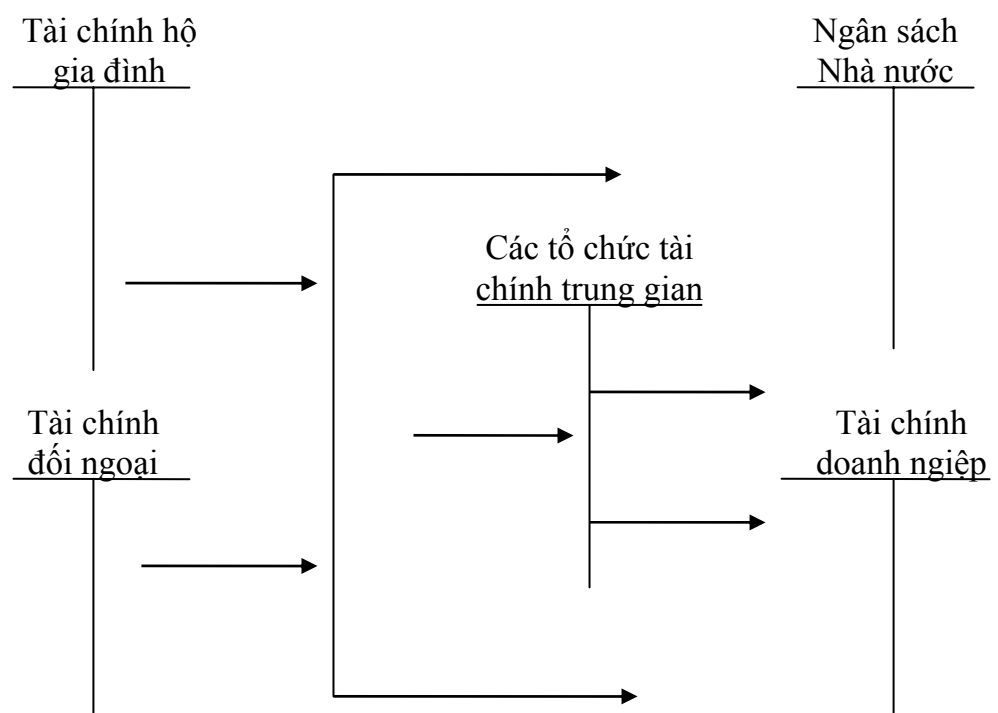 Tài chính hộ
gia đình
Ngân sách
Nhà nước
Các tổ chức tài
chính trung gian
Tài chính
đối ngoại
Tài chính
doanh ngiệp